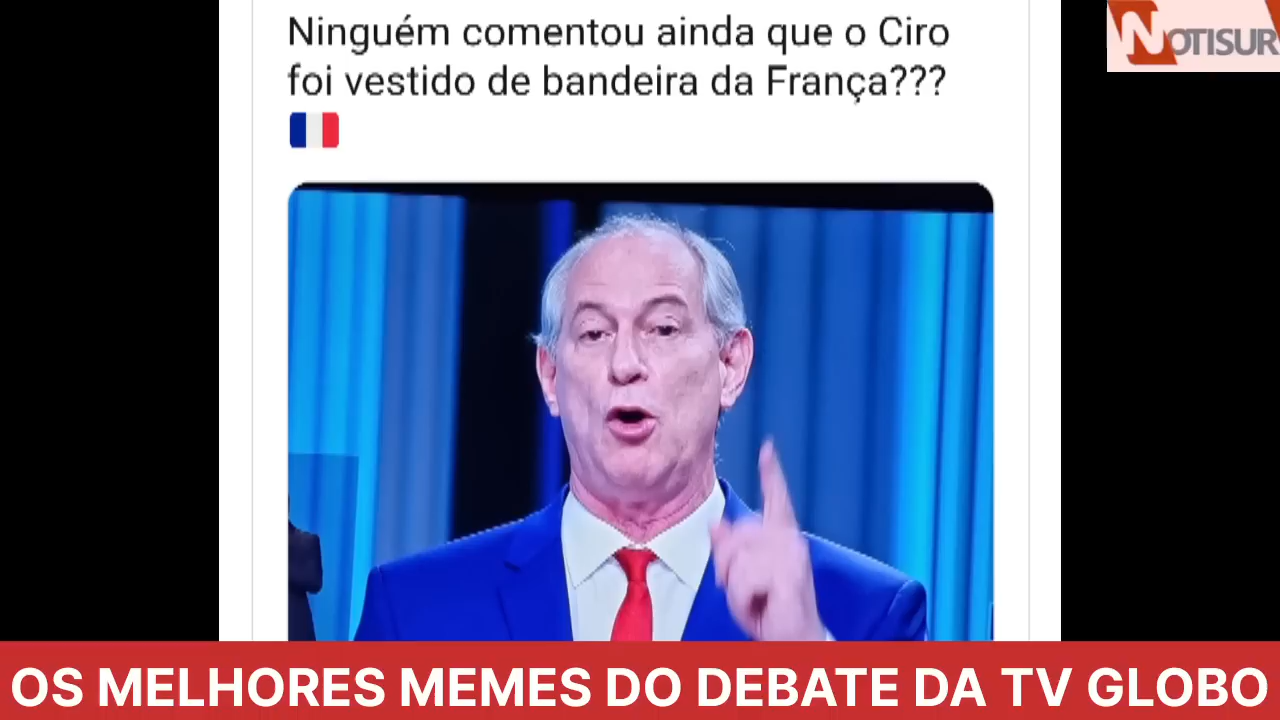 Ninguém comentou ainda que o Ciro
foi vestido de bandeira da França???
🇫🇷
NOTISUR
OS MELHORES MEMES DO DEBATE DA TV GLOBO